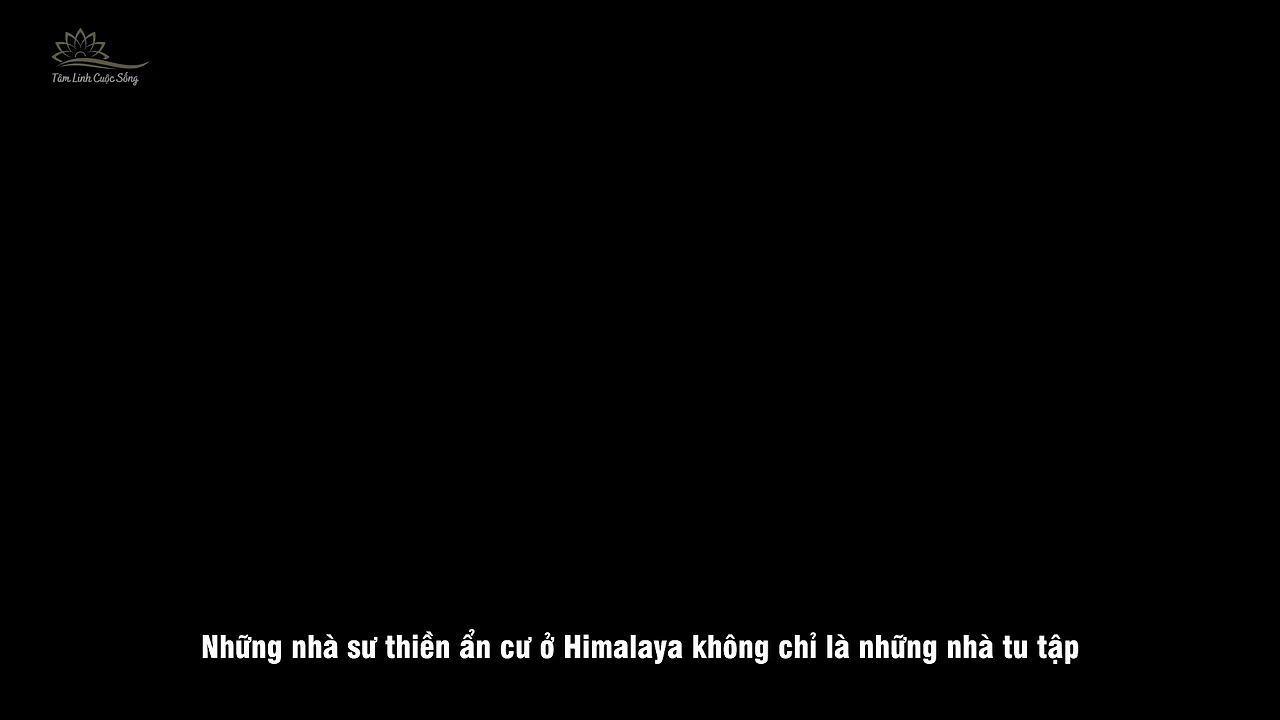 Tâm Linh Cuộc Sống
Những nhà sư thiền ẩn cư ở Himalaya không chỉ là những nhà tu tập